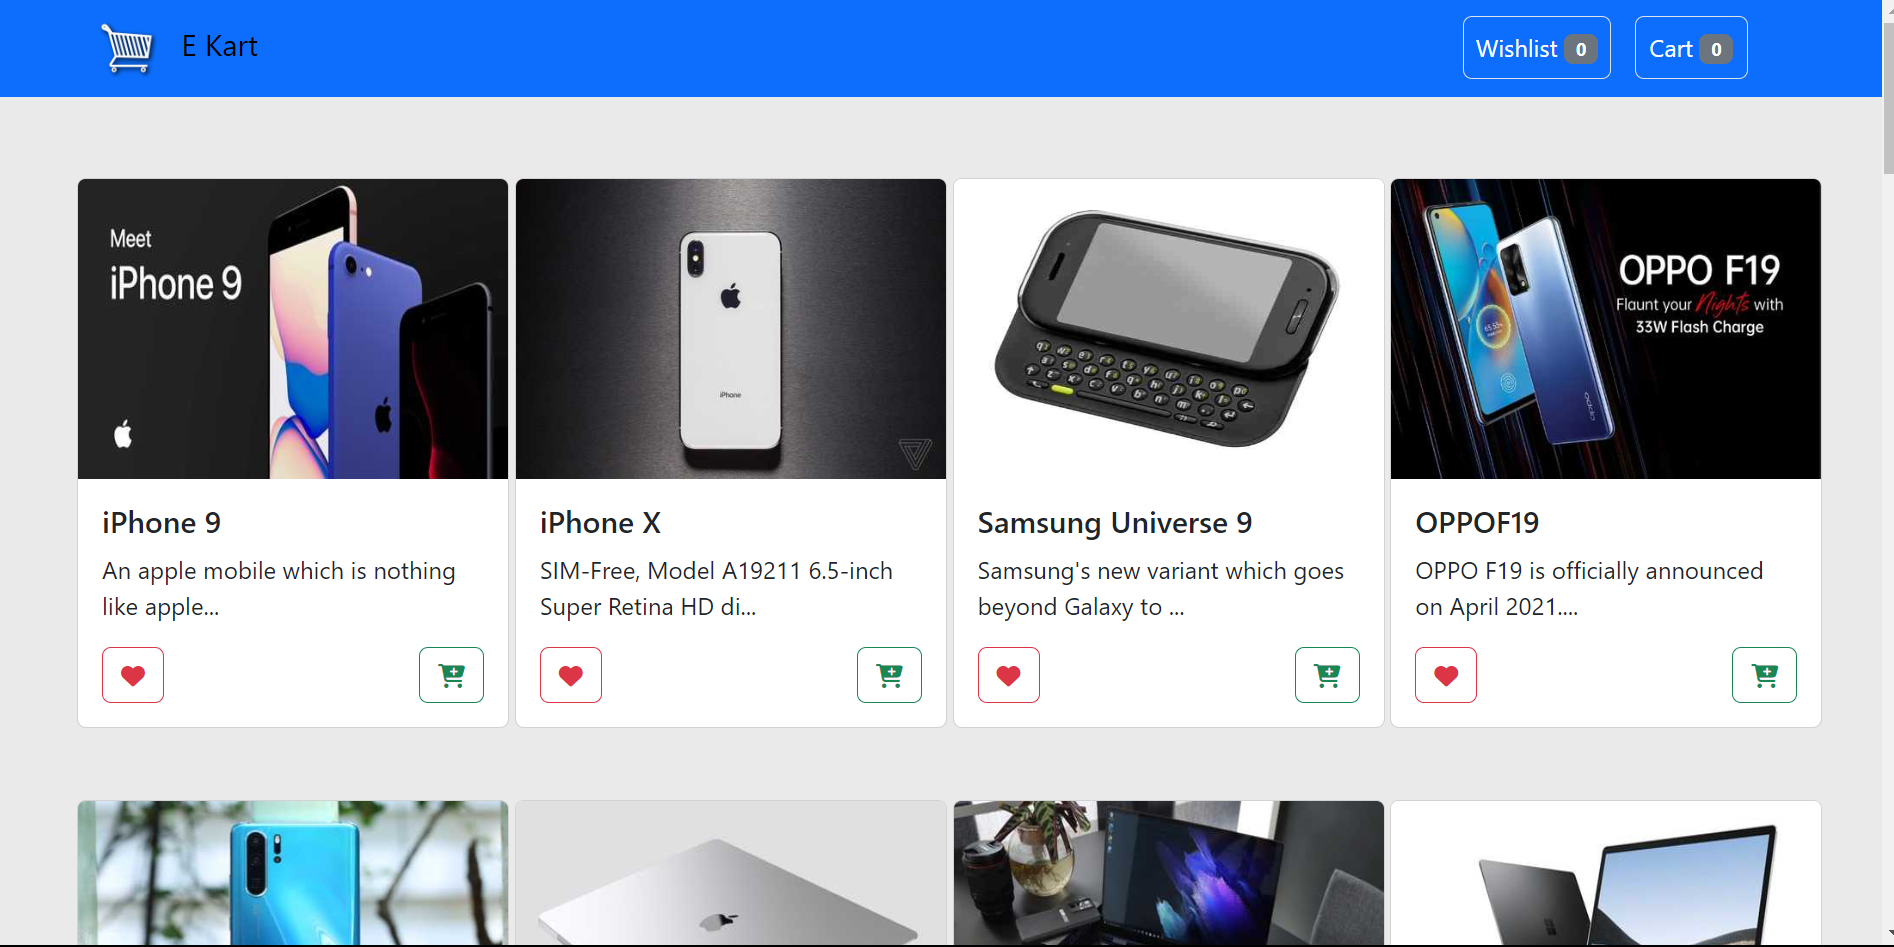 E Kart
Wishlist 0
Cart 0
Meet
iPhone 9
iPhone
OPPO F19
Flaunt your Nights with
33W Flash Charge
oppo
iPhone 9
An apple mobile which is nothing
like apple...
iPhone X
SIM-Free, Model A19211 6.5-inch
Super Retina HD di...
Samsung Universe 9
Samsung's new variant which goes
beyond Galaxy to ...
OPPOF19
OPPO F19 is officially announced
on April 2021....